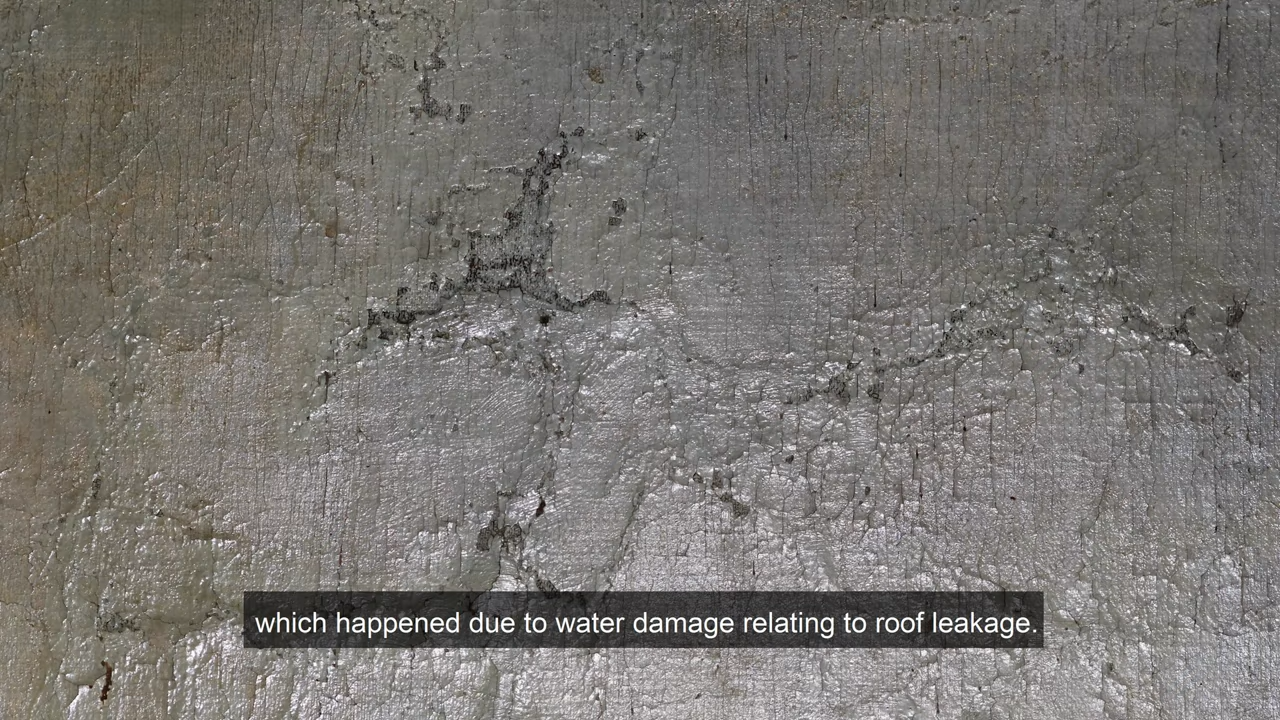 which happened due to water damage relating to roof leakage.